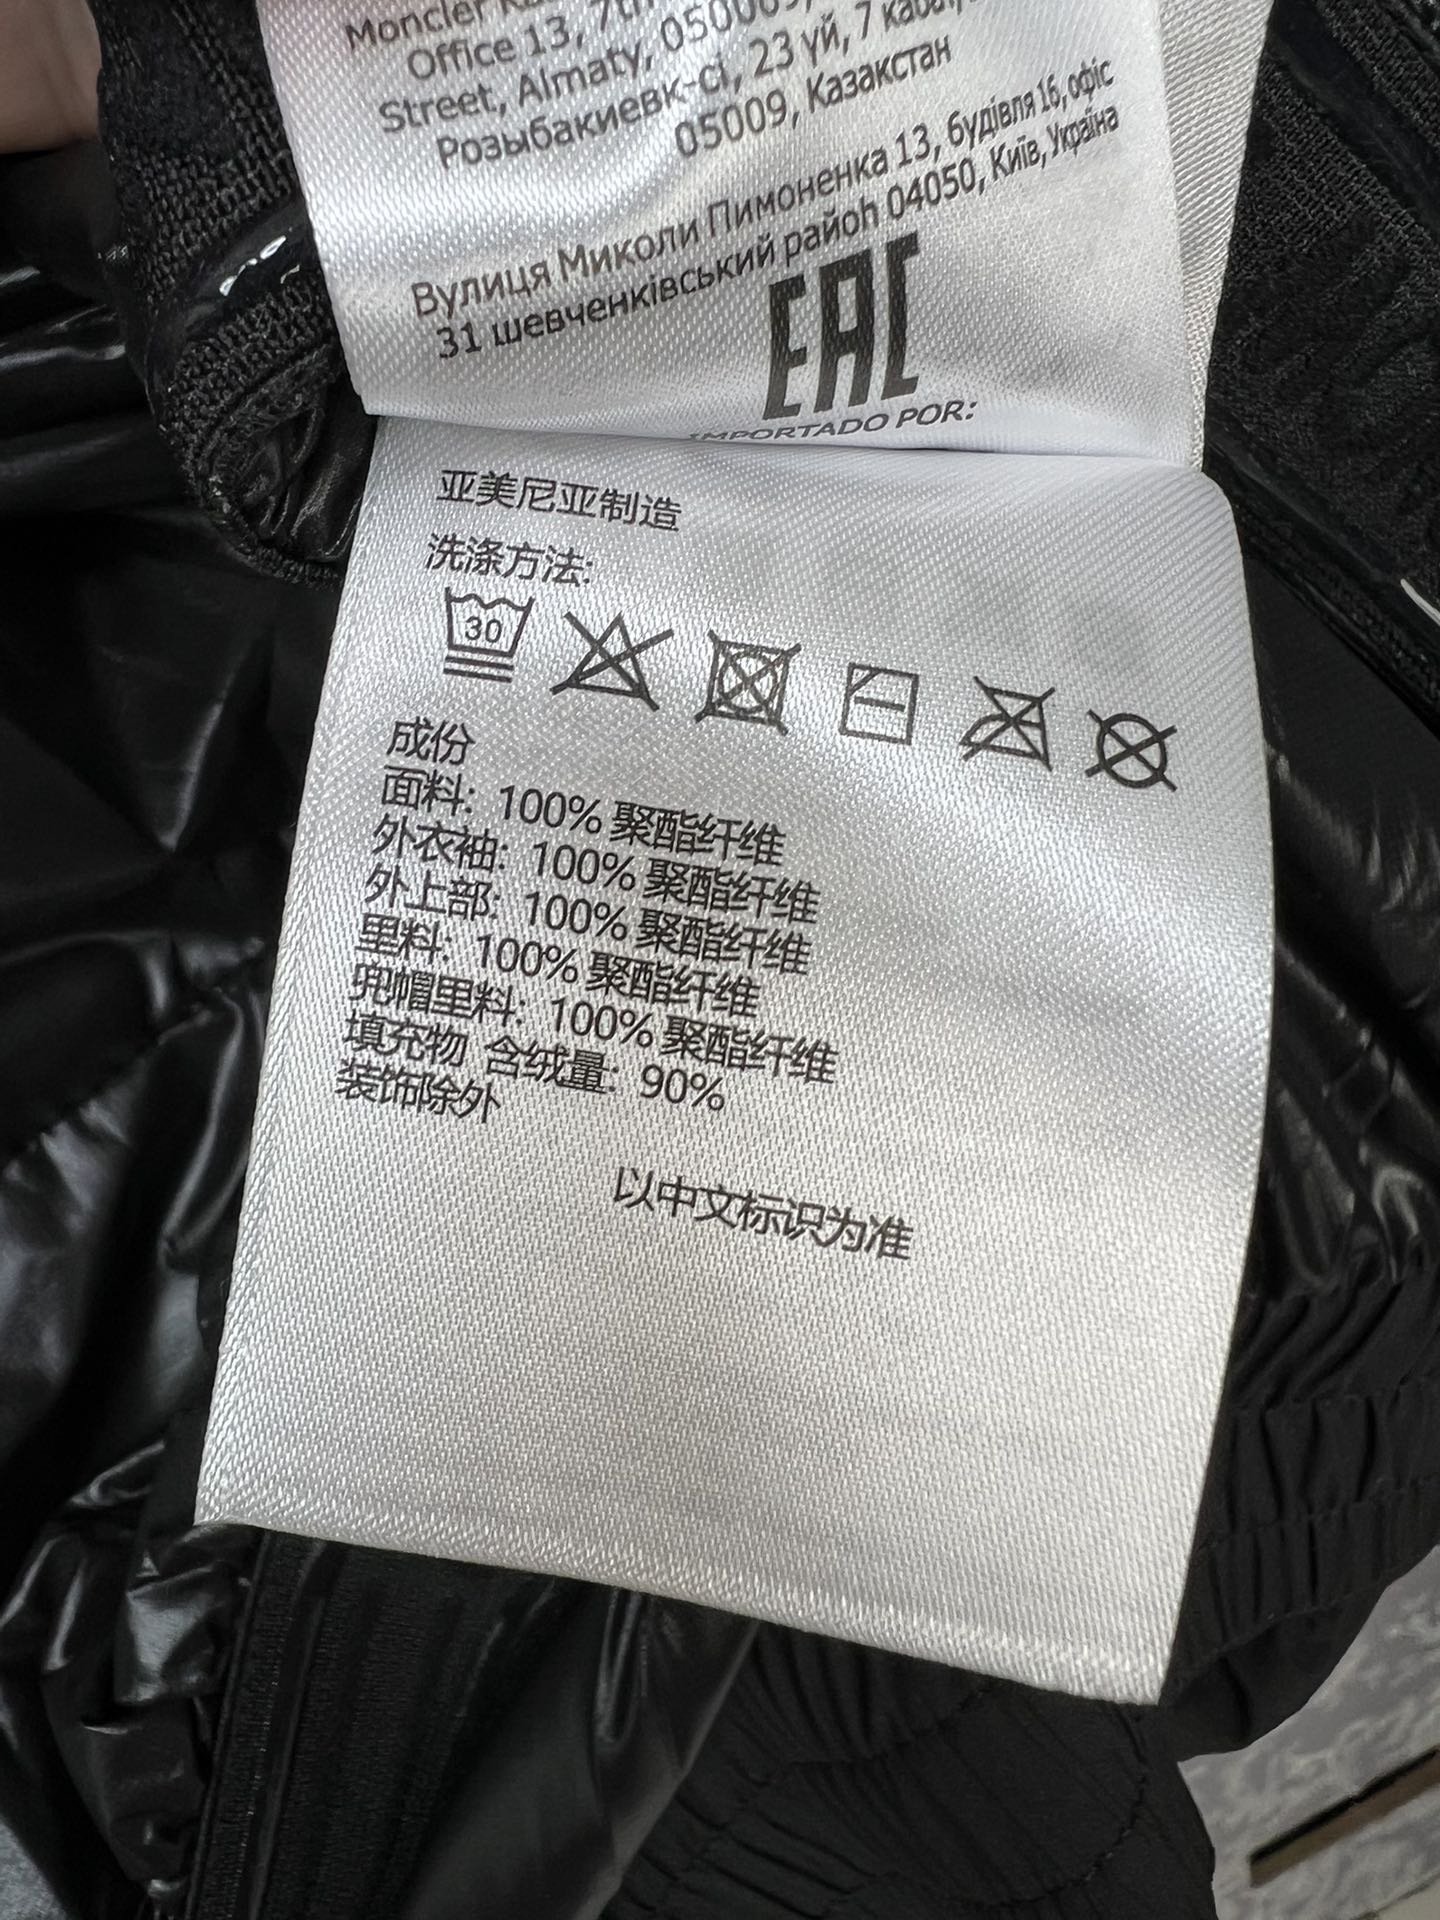 Moncler
Office 13, 7th
Street, Almaty,
Розыбакиевк-сі, 23 үй, 7
05009, Казакстан
Вулиця Миколи Пимоненка 13, будівля 16, офіс
31 шевченківський райоh 04050, Київ, Україна
EAC
IMPORTADO POR:
亚美尼亚制造
洗涤方法:
30
成份
面料: 100% 聚酯纤维
外衣袖: 100% 聚酯纤维
外上部: 100% 聚酯纤维
里料: 100% 聚酯纤维
兜帽里料: 100% 聚酯纤维
填充物 含绒量: 90%
装饰除外
以中文标识为准